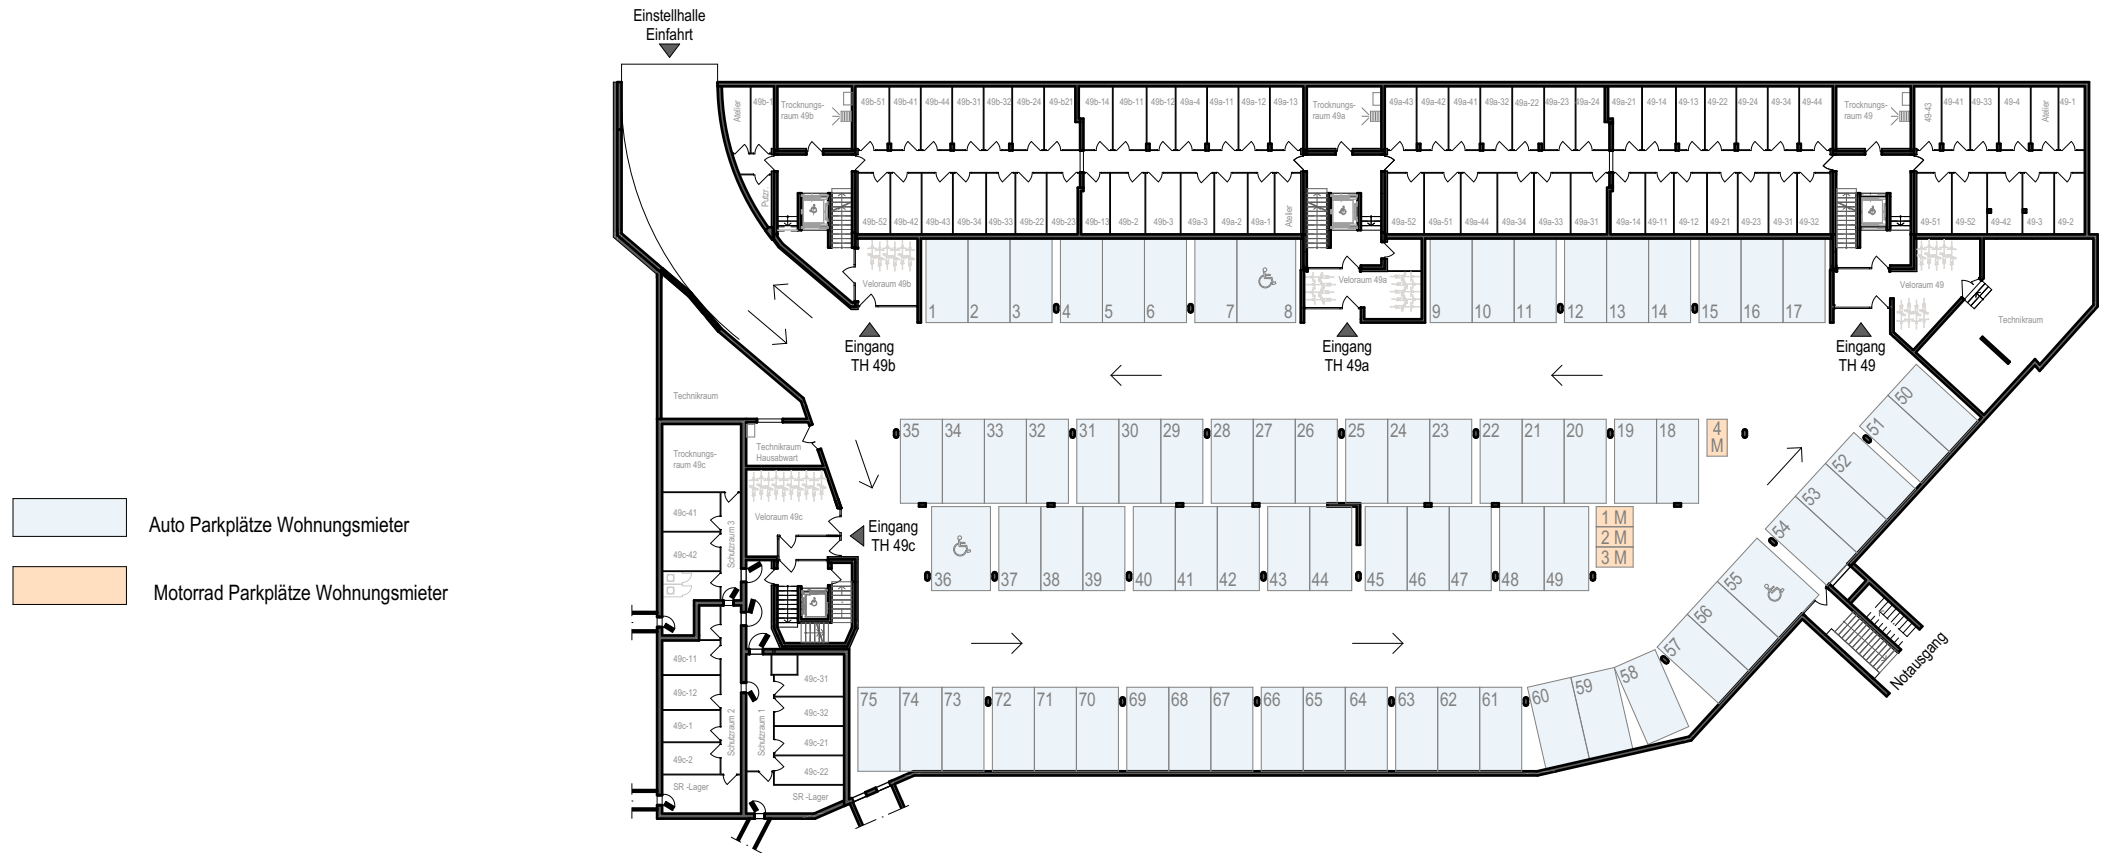 Einstellhalle
Einfahrt
Atelier
49b-1
Trocknungs-
raum 49b
49b-51
49b-41
49b-44
49b-31
49b-32
49b-24
49-b21
49b-14
49b-11
49b-12
49a-4
49a-11
49a-12
49a-13
Trocknungs-
raum 49a
49a-43
49a-42
49a-41
49a-32
49a-22
49a-23
49a-24
49a-21
49-14
49-13
49-22
49-24
49-34
49-44
Trocknungs-
raum 49
49-43
49-41
49-33
49-4
Atelier
49-1
Putzr.
49b-52
49b-42
49b-43
49b-34
49b-33
49b-22
49b-23
49b-13
49b-2
49b-3
49a-3
49a-2
49a-1
Atelier
49a-52
49a-51
49a-44
49a-34
49a-33
49a-31
49a-14
49-11
49-12
49-21
49-23
49-31
49-32
49-51
49-52
49-42
49-3
49-2
Veloraum 49b
Veloraum 49a
Veloraum 49
Technikraum
1
2
3
4
5
6
7
8
9
10
11
12
13
14
15
16
17
Eingang
TH 49b
Eingang
TH 49a
Eingang
TH 49
Technikraum
35
34
33
32
31
30
29
28
27
26
25
24
23
22
21
20
19
18
4
M
50
51
52
53
54
55
56
57
58
59
60
Technikraum
Hausabwart
Trocknungs-
raum 49c
49c-41
49c-42
Schutzraum 3
Veloraum 49c
Eingang
TH 49c
1 M
2 M
3 M
36
37
38
39
40
41
42
43
44
45
46
47
48
49
Auto Parkplätze Wohnungsmieter
Motorrad Parkplätze Wohnungsmieter
49c-11
49c-12
49c-1
49c-2
SR -Lager
Schutzraum 2
Schutzraum 1
49c-31
49c-32
49c-21
49c-22
SR -Lager
75
74
73
72
71
70
69
68
67
66
65
64
63
62
61
Notausgang